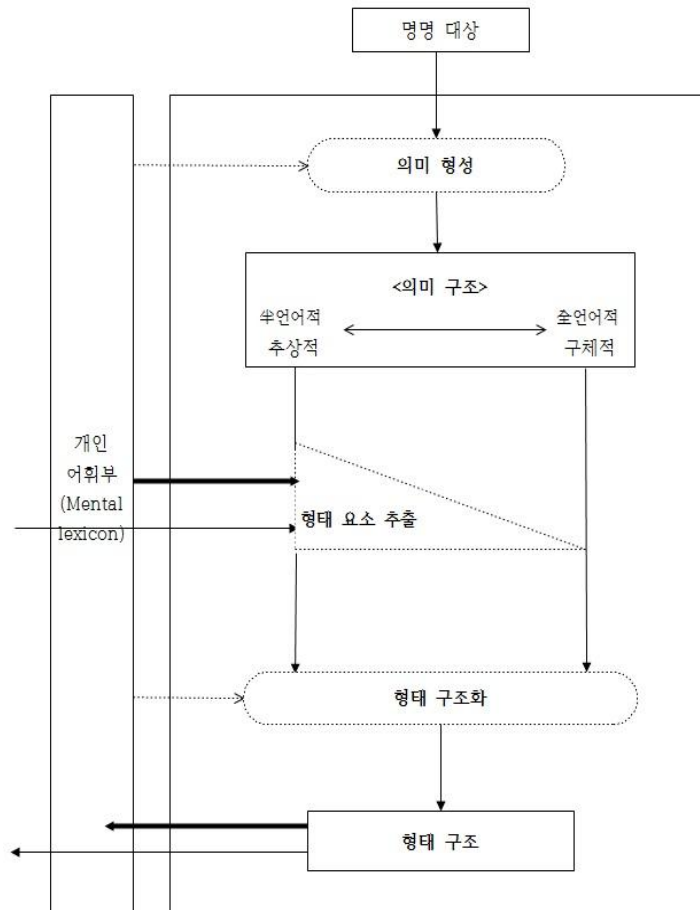 명명 대상
의미 형성
<의미 구조>
半언어적
추상적
全언어적
구체적
개인
어휘부
(Mental
lexicon)
형태 요소 추출
형태 구조화
형태 구조